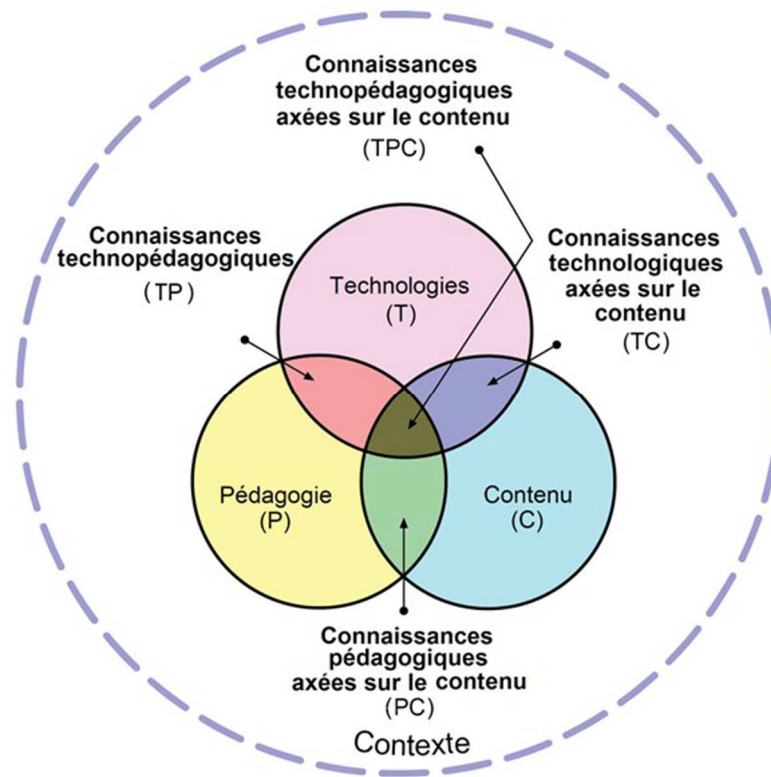 Connaissances
technopédagogiques
axées sur le contenu
(TPC)
Connaissances
technopédagogiques
(TP)
Technologies
(T)
Connaissances
technologiques
axées sur le
contenu
(TC)
Pédagogie
(P)
Contenu
(C)
Connaissances
pédagogiques
axées sur le contenu
(PC)
Contexte